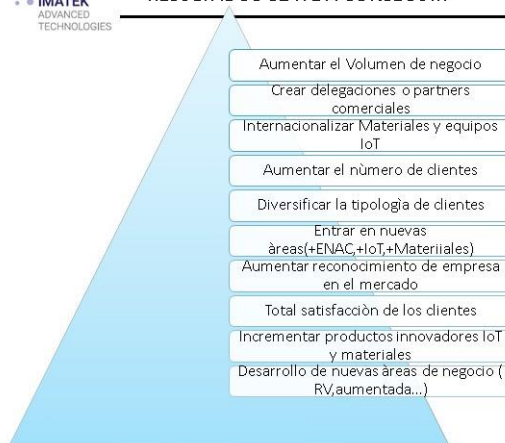 IMATEK
ADVANCED
TECHNOLOGIES
Aumentar el Volumen de negocio
Crear delegaciones o partners
comerciales
Internacionalizar Materiales y equipos
IoT
Aumentar el nùmero de clientes
Diversificar la tipologìa de clientes
Entrar en nuevas
àreas(+ENAC,+IoT,+Materiiales)
Aumentar reconocimiento de empresa
en el mercado
Total satisfacciòn de los clientes
Incrementar productos innovadores IoT
y materiales
Desarrollo de nuevas àreas de negocio (
RV,aumentada...)